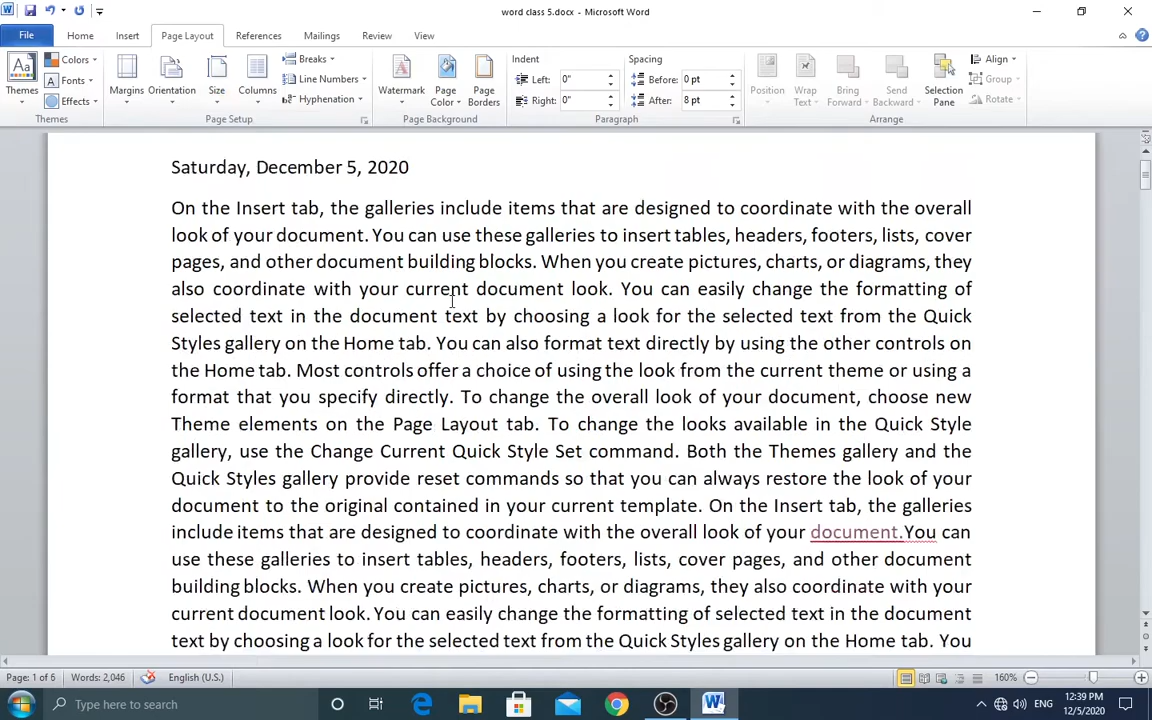 word class 5.docx - Microsoft Word
File Home Insert Page Layout References Mailings Review View
Themes
Colors
Fonts
Effects
Themes
Margins
Orientation
Size
Columns
Breaks
Line Numbers
Hyphenation
Page Setup
Watermark
Page Color
Page Borders
Page Background
Indent
Left: 0"
Right: 0"
Spacing
Before: 0 pt
After: 8 pt
Paragraph
Position
Wrap Text
Bring Forward
Send Backward
Selection Pane
Align
Group
Rotate
Arrange
Saturday, December 5, 2020
On the Insert tab, the galleries include items that are designed to coordinate with the overall
look of your document. You can use these galleries to insert tables, headers, footers, lists, cover
pages, and other document building blocks. When you create pictures, charts, or diagrams, they
also coordinate with your current document look. You can easily change the formatting of
selected text in the document text by choosing a look for the selected text from the Quick
Styles gallery on the Home tab. You can also format text directly by using the other controls on
the Home tab. Most controls offer a choice of using the look from the current theme or using a
format that you specify directly. To change the overall look of your document, choose new
Theme elements on the Page Layout tab. To change the looks available in the Quick Style
gallery, use the Change Current Quick Style Set command. Both the Themes gallery and the
Quick Styles gallery provide reset commands so that you can always restore the look of your
document to the original contained in your current template. On the Insert tab, the galleries
include items that are designed to coordinate with the overall look of your document.You can
use these galleries to insert tables, headers, footers, lists, cover pages, and other document
building blocks. When you create pictures, charts, or diagrams, they also coordinate with your
current document look. You can easily change the formatting of selected text in the document
text by choosing a look for the selected text from the Quick Styles gallery on the Home tab. You
Page: 1 of 6 Words: 2,046 English (U.S.) 160%
Type here to search
ENG
12:39 PM
12/5/2020